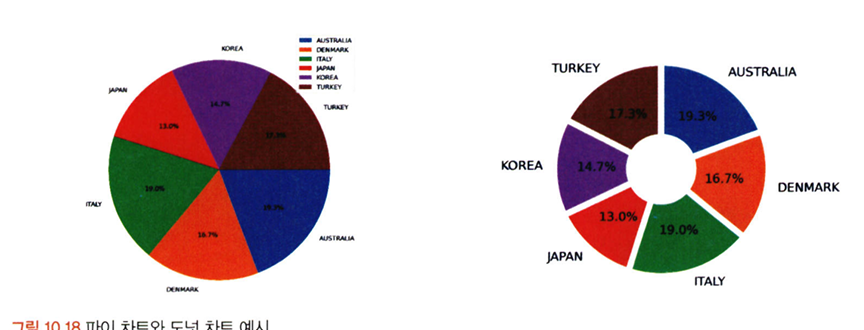 KOREA
AUSTRALIA
DENMARK
ITALY
JAPAN
KOREA
TURKEY
JAPAN
TURKEY
14.7%
13.0%
17.3%
19.0%
19.3%
ITALY
16.7%
AUSTRALIA
DENMARK
TURKEY
AUSTRALIA
17.3%
19.3%
KOREA
14.7%
16.7%
DENMARK
13.0%
19.0%
JAPAN
ITALY
그림 10.18 파이 차트와 도넛 차트 예시